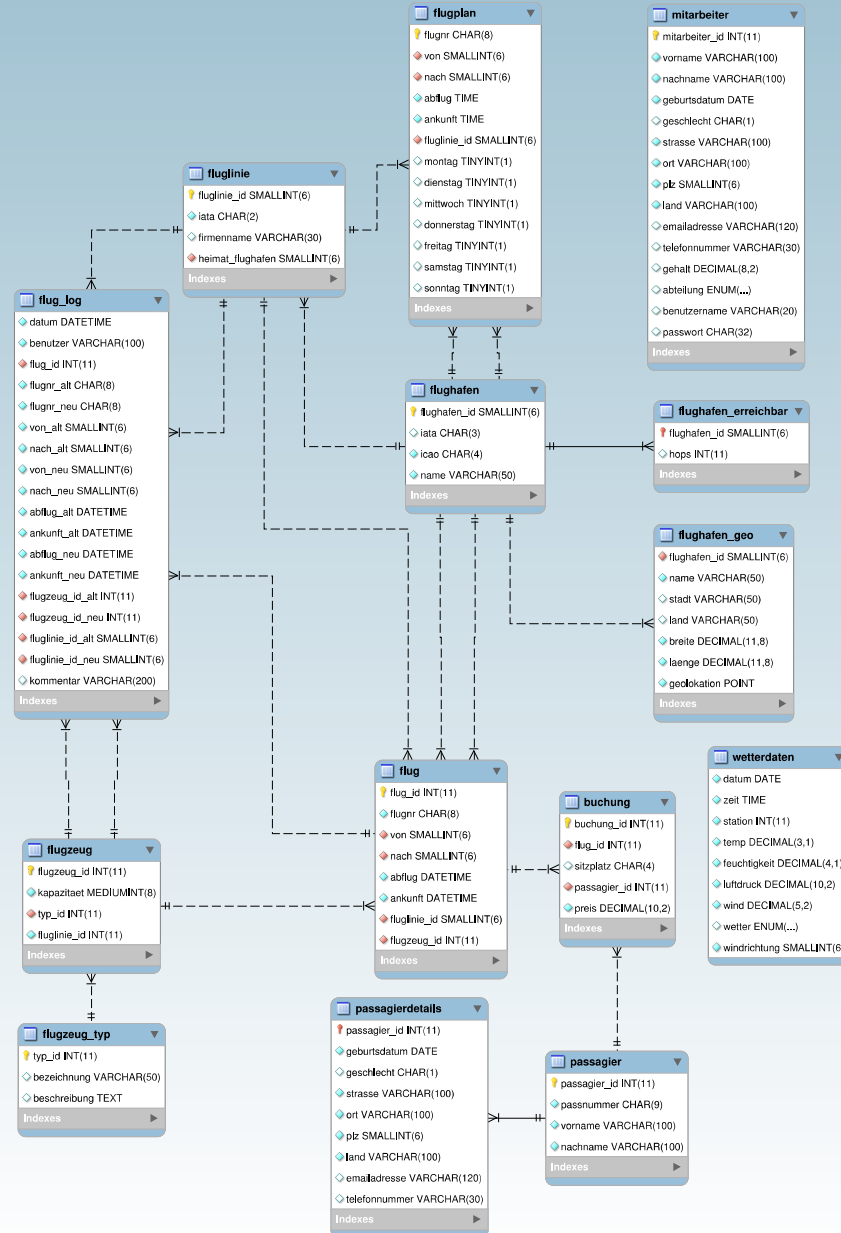 flugplan
flugnr CHAR(8)
von SMALLINT(6)
nach SMALLINT(6)
abflug TIME
ankunft TIME
fluglinie_id SMALLINT(6)
montag TINYINT(1)
dienstag TINYINT(1)
mittwoch TINYINT(1)
donnerstag TINYINT(1)
freitag TINYINT(1)
samstag TINYINT(1)
sonntag TINYINT(1)
Indexes
mitarbeiter
mitarbeiter_id INT(11)
vorname VARCHAR(100)
nachname VARCHAR(100)
geburtsdatum DATE
geschlecht CHAR(1)
strasse VARCHAR(100)
ort VARCHAR(100)
plz SMALLINT(6)
land VARCHAR(100)
emailadresse VARCHAR(120)
telefonnummer VARCHAR(30)
gehalt DECIMAL(8,2)
abteilung ENUM(...)
benutzername VARCHAR(20)
passwort CHAR(32)
Indexes
fluglinie
fluglinie_id SMALLINT(6)
iata CHAR(2)
firmenname VARCHAR(30)
heimat_flughafen SMALLINT(6)
Indexes
flug_log
datum DATETIME
benutzer VARCHAR(100)
flug_id INT(11)
flugnr_alt CHAR(8)
flugnr_neu CHAR(8)
von_alt SMALLINT(6)
nach_alt SMALLINT(6)
von_neu SMALLINT(6)
nach_neu SMALLINT(6)
abflug_alt DATETIME
ankunft_alt DATETIME
abflug_neu DATETIME
ankunft_neu DATETIME
flugzeug_id_alt INT(11)
flugzeug_id_neu INT(11)
fluglinie_id_alt SMALLINT(6)
fluglinie_id_neu SMALLINT(6)
kommentar VARCHAR(200)
Indexes
flughafen
flughafen_id SMALLINT(6)
iata CHAR(3)
icao CHAR(4)
name VARCHAR(50)
Indexes
flughafen_erreichbar
flughafen_id SMALLINT(6)
hops INT(11)
Indexes
flughafen_geo
flughafen_id SMALLINT(6)
name VARCHAR(50)
stadt VARCHAR(50)
land VARCHAR(50)
breite DECIMAL(11,8)
laenge DECIMAL(11,8)
geolokation POINT
Indexes
flug
flug_id INT(11)
flugnr CHAR(8)
von SMALLINT(6)
nach SMALLINT(6)
abflug DATETIME
ankunft DATETIME
fluglinie_id SMALLINT(6)
flugzeug_id INT(11)
Indexes
buchung
buchung_id INT(11)
flug_id INT(11)
sitzplatz CHAR(4)
passagier_id INT(11)
preis DECIMAL(10,2)
Indexes
wetterdaten
datum DATE
zeit TIME
station INT(11)
temp DECIMAL(3,1)
feuchtigkeit DECIMAL(4,1)
luftdruck DECIMAL(10,2)
wind DECIMAL(5,2)
wetter ENUM(...)
windrichtung SMALLINT(6
Indexes
flugzeug
flugzeug_id INT(11)
kapazitaet MEDIUMINT(8)
typ_id INT(11)
fluglinie_id INT(11)
Indexes
flugzeug_typ
typ_id INT(11)
bezeichnung VARCHAR(50)
beschreibung TEXT
Indexes
passagierdetails
passagier_id INT(11)
geburtsdatum DATE
geschlecht CHAR(1)
strasse VARCHAR(100)
ort VARCHAR(100)
plz SMALLINT(6)
land VARCHAR(100)
emailadresse VARCHAR(120)
telefonnummer VARCHAR(30)
Indexes
passagier
passagier_id INT(11)
passnummer CHAR(9)
vorname VARCHAR(100)
nachname VARCHAR(100)
Indexes